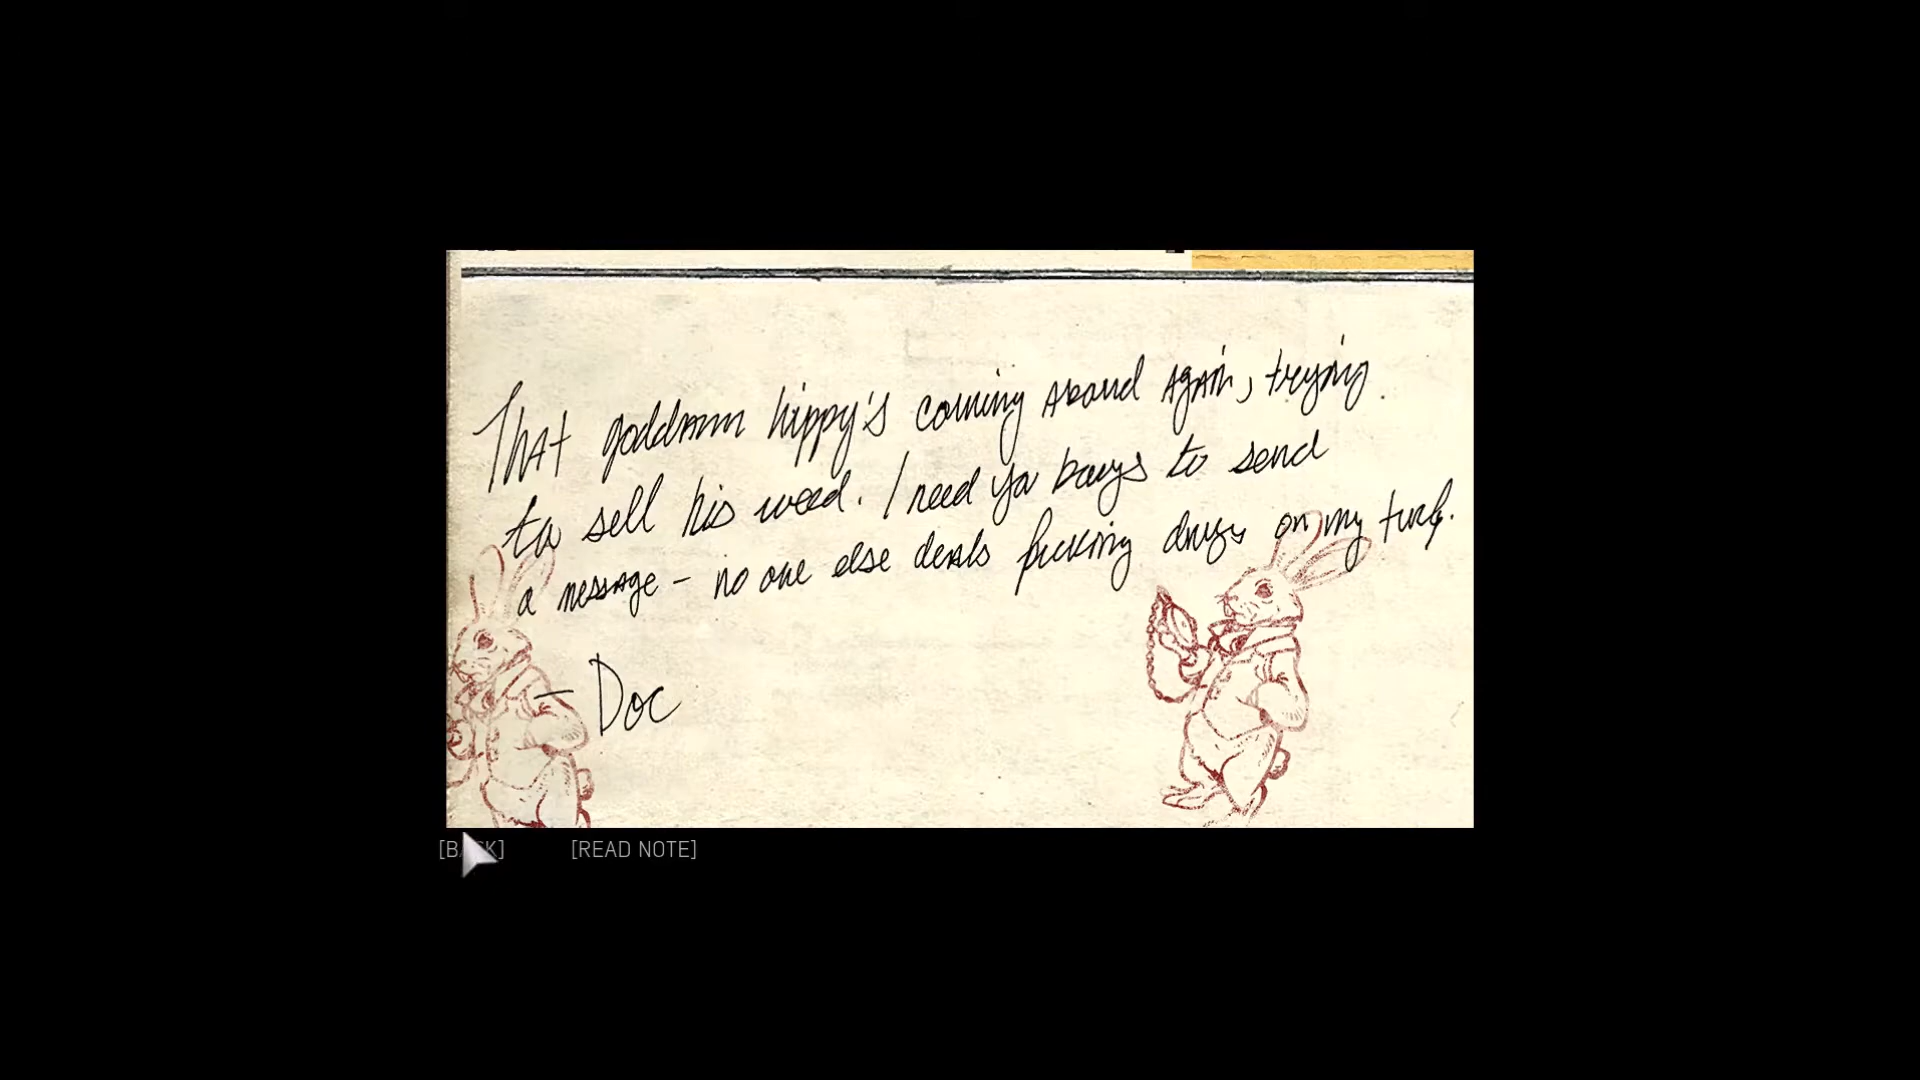 That goddamn hippy's coming around again, trying
to sell his weed. I need ya boys to send
a message - no one else deals fucking drugs on my turf.
- Doc
[BACK] [READ NOTE]